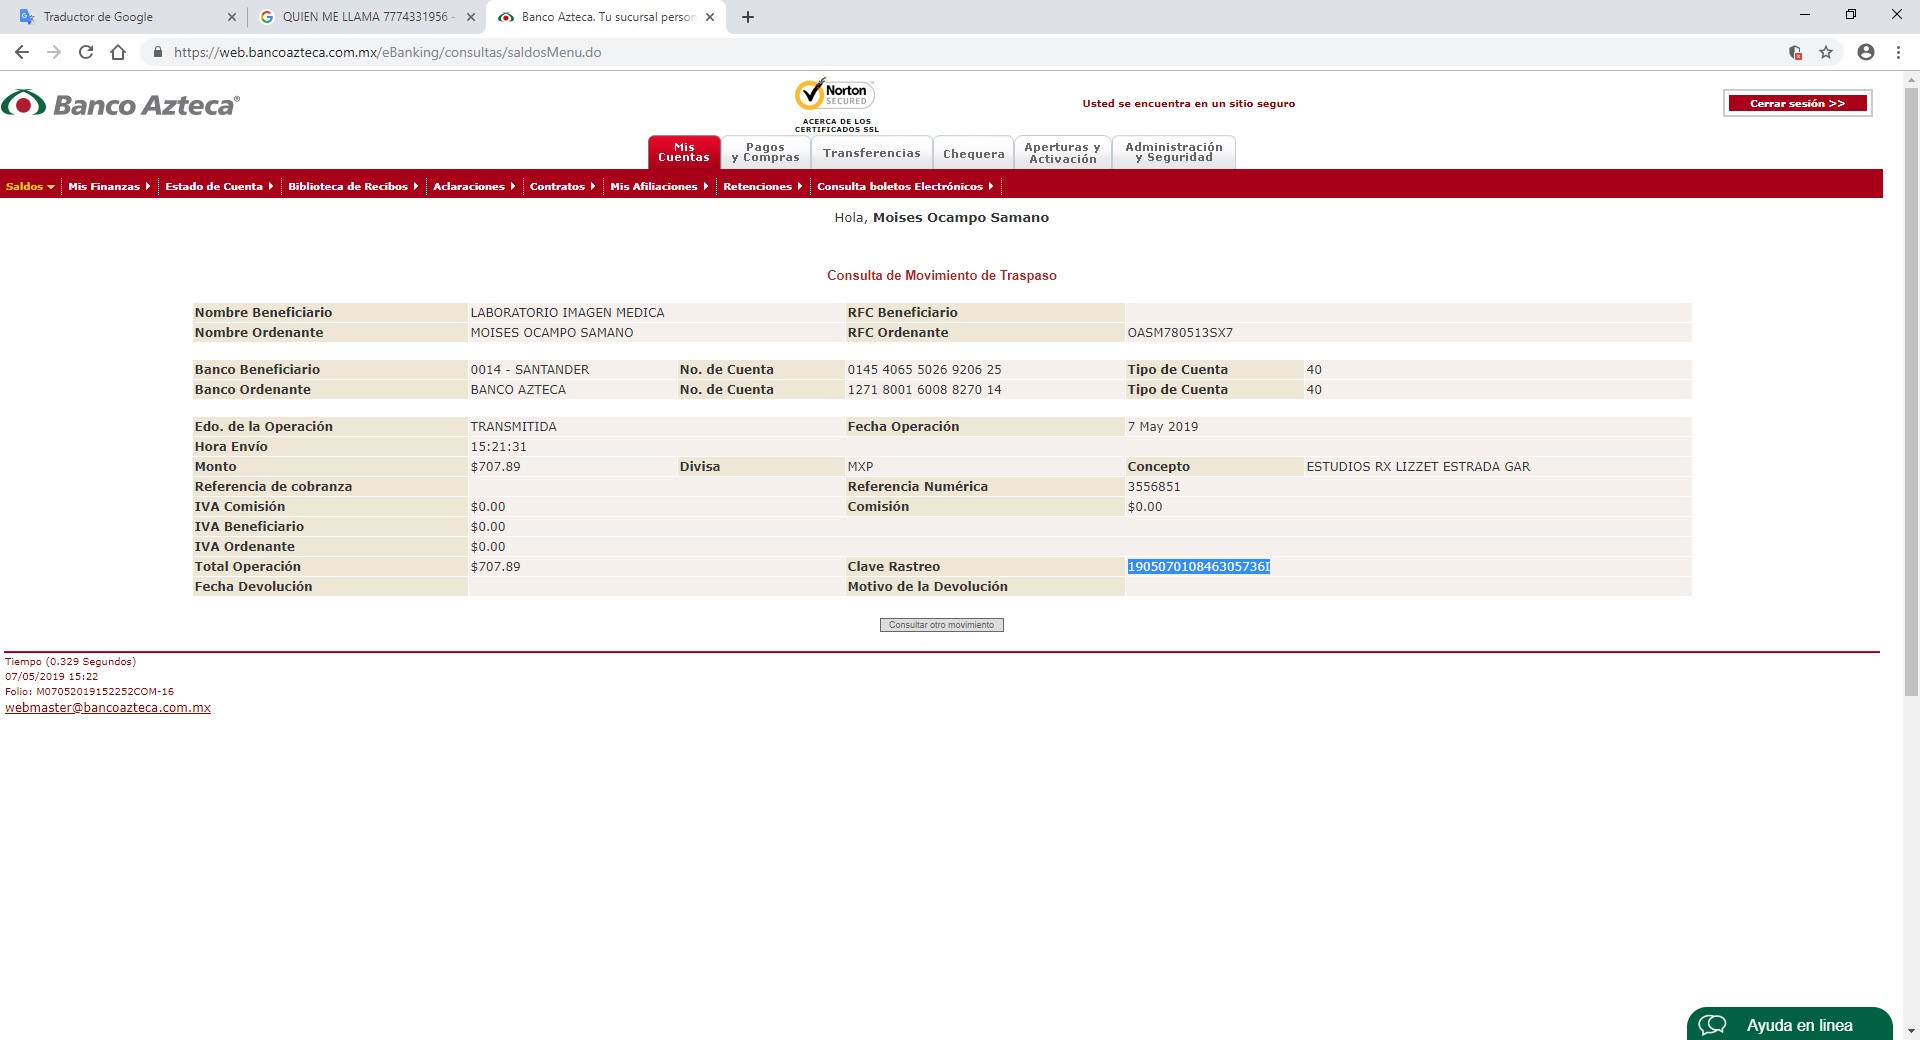 Traductor de Google
QUIEN ME LLAMA 7774331956 -
Banco Azteca. Tu sucursal person
https://web.bancoazteca.com.mx/eBanking/consultas/saldosMenu.do
Banco Azteca®
Norton
SECURED
ACERCA DE LOS
CERTIFICADOS SSL
Usted se encuentra en un sitio seguro
Cerrar sesión >>
Mis Cuentas
Pagos y Compras
Transferencias
Chequera
Aperturas y Activación
Administración y Seguridad
Saldos Mis Finanzas Estado de Cuenta Biblioteca de Recibos Aclaraciones Contratos Mis Afiliaciones Retenciones Consulta boletos Electrónicos
Hola, Moises Ocampo Samano
Consulta de Movimiento de Traspaso
Nombre Beneficiario LABORATORIO IMAGEN MEDICA RFC Beneficiario
Nombre Ordenante MOISES OCAMPO SAMANO RFC Ordenante OASM780513SX7
Banco Beneficiario 0014 - SANTANDER No. de Cuenta 0145 4065 5026 9206 25 Tipo de Cuenta 40
Banco Ordenante BANCO AZTECA No. de Cuenta 1271 8001 6008 8270 14 Tipo de Cuenta 40
Edo. de la Operación TRANSMITIDA Fecha Operación 7 May 2019
Hora Envío 15:21:31
Monto $707.89 Divisa MXP Concepto ESTUDIOS RX LIZZET ESTRADA GAR
Referencia de cobranza Referencia Numérica 3556851
IVA Comisión $0.00 Comisión $0.00
IVA Beneficiario $0.00
IVA Ordenante $0.00
Total Operación $707.89 Clave Rastreo 190507010846305736I
Fecha Devolución Motivo de la Devolución
Consultar otro movimiento
Tiempo (0.329 Segundos)
07/05/2019 15:22
Folio: M07052019152252COM-16
webmaster@bancoazteca.com.mx
Ayuda en linea